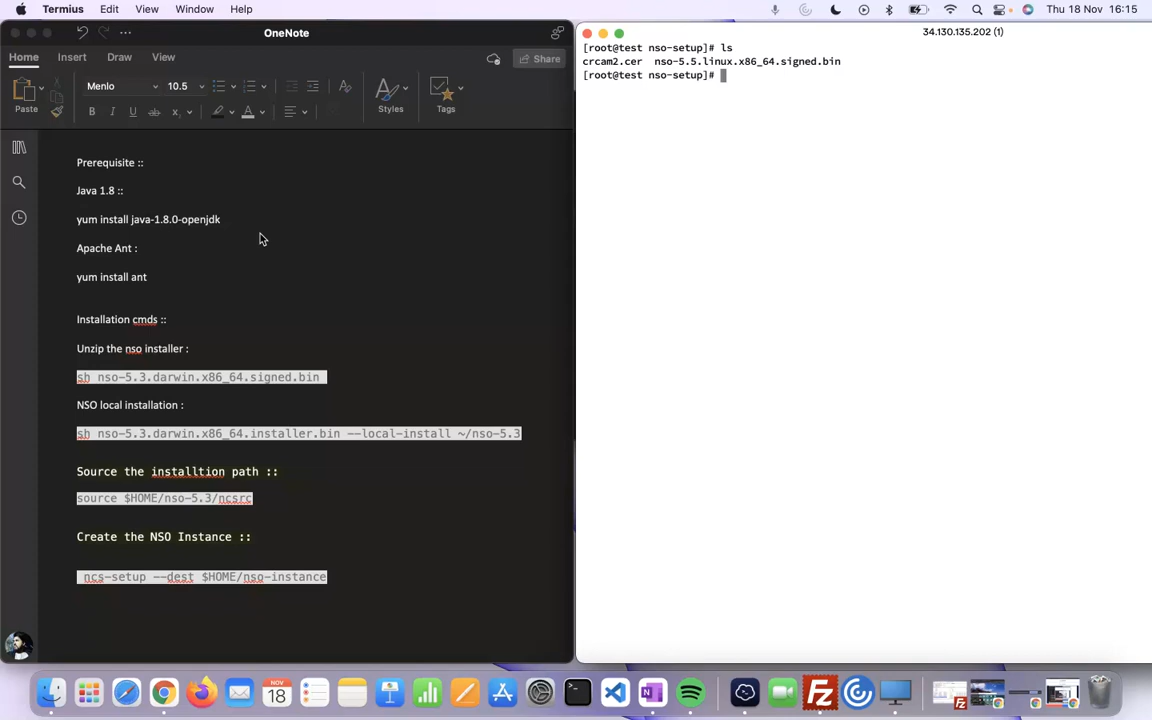 Termius Edit View Window Help
Thu 18 Nov 16:15
OneNote
Home Insert Draw View
Share
Paste
Menlo 10.5
Styles
Tags
Prerequisite ::
Java 1.8 ::
yum install java-1.8.0-openjdk
Apache Ant :
yum install ant
Installation cmds ::
Unzip the nso installer :
sh nso-5.3.darwin.x86_64.signed.bin
NSO local installation :
sh nso-5.3.darwin.x86_64.installer.bin --local-install ~/nso-5.3
Source the installtion path ::
source $HOME/nso-5.3/ncsrc
Create the NSO Instance ::
ncs-setup --dest $HOME/nso-instance
34.130.135.202 (1)
[root@test nso-setup]# ls
crcam2.cer nso-5.5.linux.x86_64.signed.bin
[root@test nso-setup]#
NOV
18